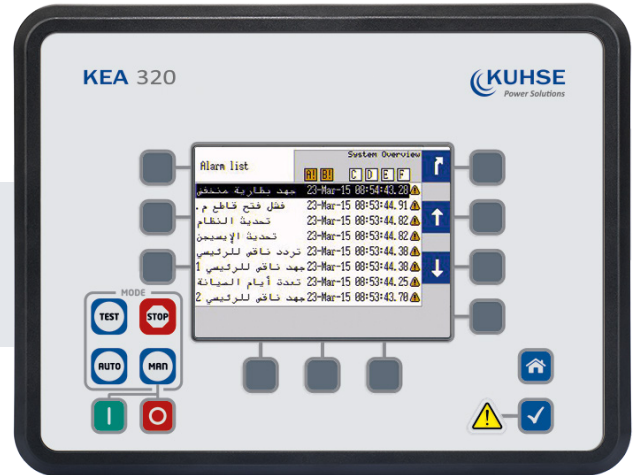 KEA 320
KUHSE
Power Solutions
System Overview
Alarm list
A! B! C D E F
جهد بطارية منخفض 23-Mar-15 08:54:43.28
فشل فتح قاطع م. 23-Mar-15 08:53:44.91
تحديث النظام 23-Mar-15 08:53:44.82
تحديث الإيسيجن 23-Mar-15 08:53:44.82
تردد ناقص للرئيسي 23-Mar-15 08:53:44.38
جهد ناقص للرئيسي 1 23-Mar-15 08:53:44.38
تعدت أيام الصيانة 23-Mar-15 08:53:44.25
جهد ناقص للرئيسي 2 23-Mar-15 08:53:43.70
MODE
TEST STOP
AUTO MAN